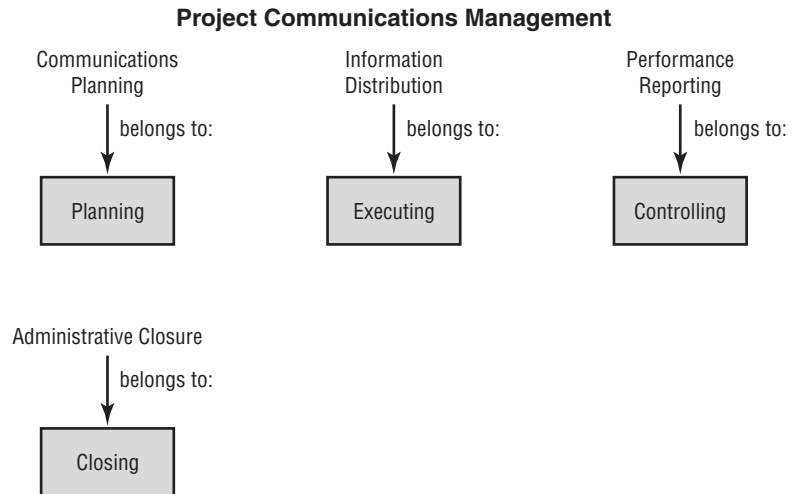 Project Communications Management
Communications
Planning
Information
Distribution
Performance
Reporting
belongs to:
belongs to:
belongs to:
Planning
Executing
Controlling
Administrative Closure
belongs to:
Closing